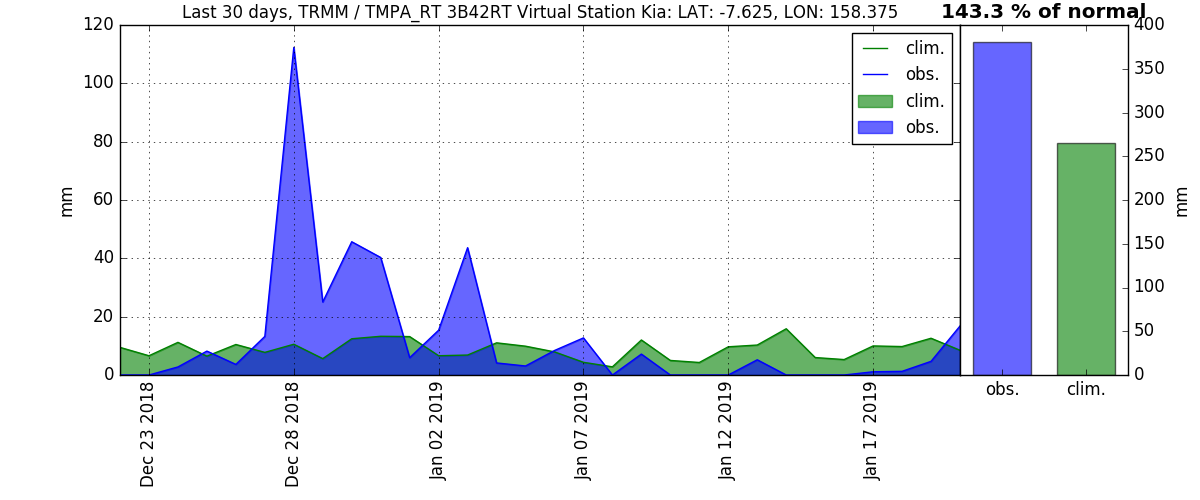 Last 30 days, TRMM / TMPA_RT 3B42RT Virtual Station Kia: LAT: -7.625, LON: 158.375
143.3 % of normal
120
100
80
60
40
20
0
mm
clim.
obs.
clim.
obs.
400
350
300
250
200
150
100
50
0
mm
Dec 23 2018
Dec 28 2018
Jan 02 2019
Jan 07 2019
Jan 12 2019
Jan 17 2019
obs.
clim.